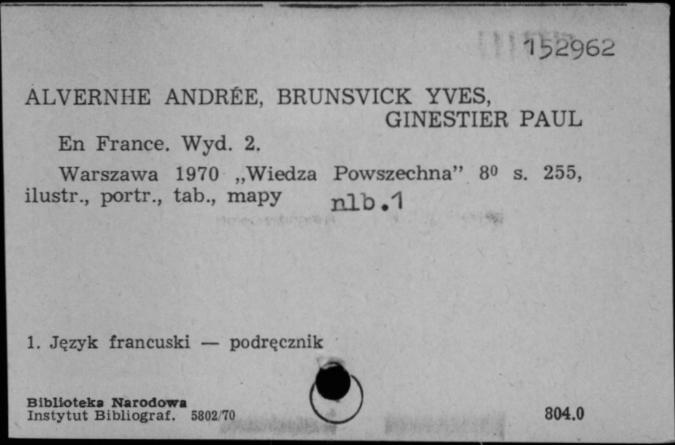 152962
ALVERNHE ANDRÉE, BRUNSVICK YVES,
GINESTIER PAUL
En France. Wyd. 2.
Warszawa 1970 „Wiedza Powszechna” 8⁰ s. 255,
ilustr., portr., tab., mapy nlb.1
1. Język francuski — podręcznik
Biblioteka Narodowa
Instytut Bibliograf. 5802/70 804.0